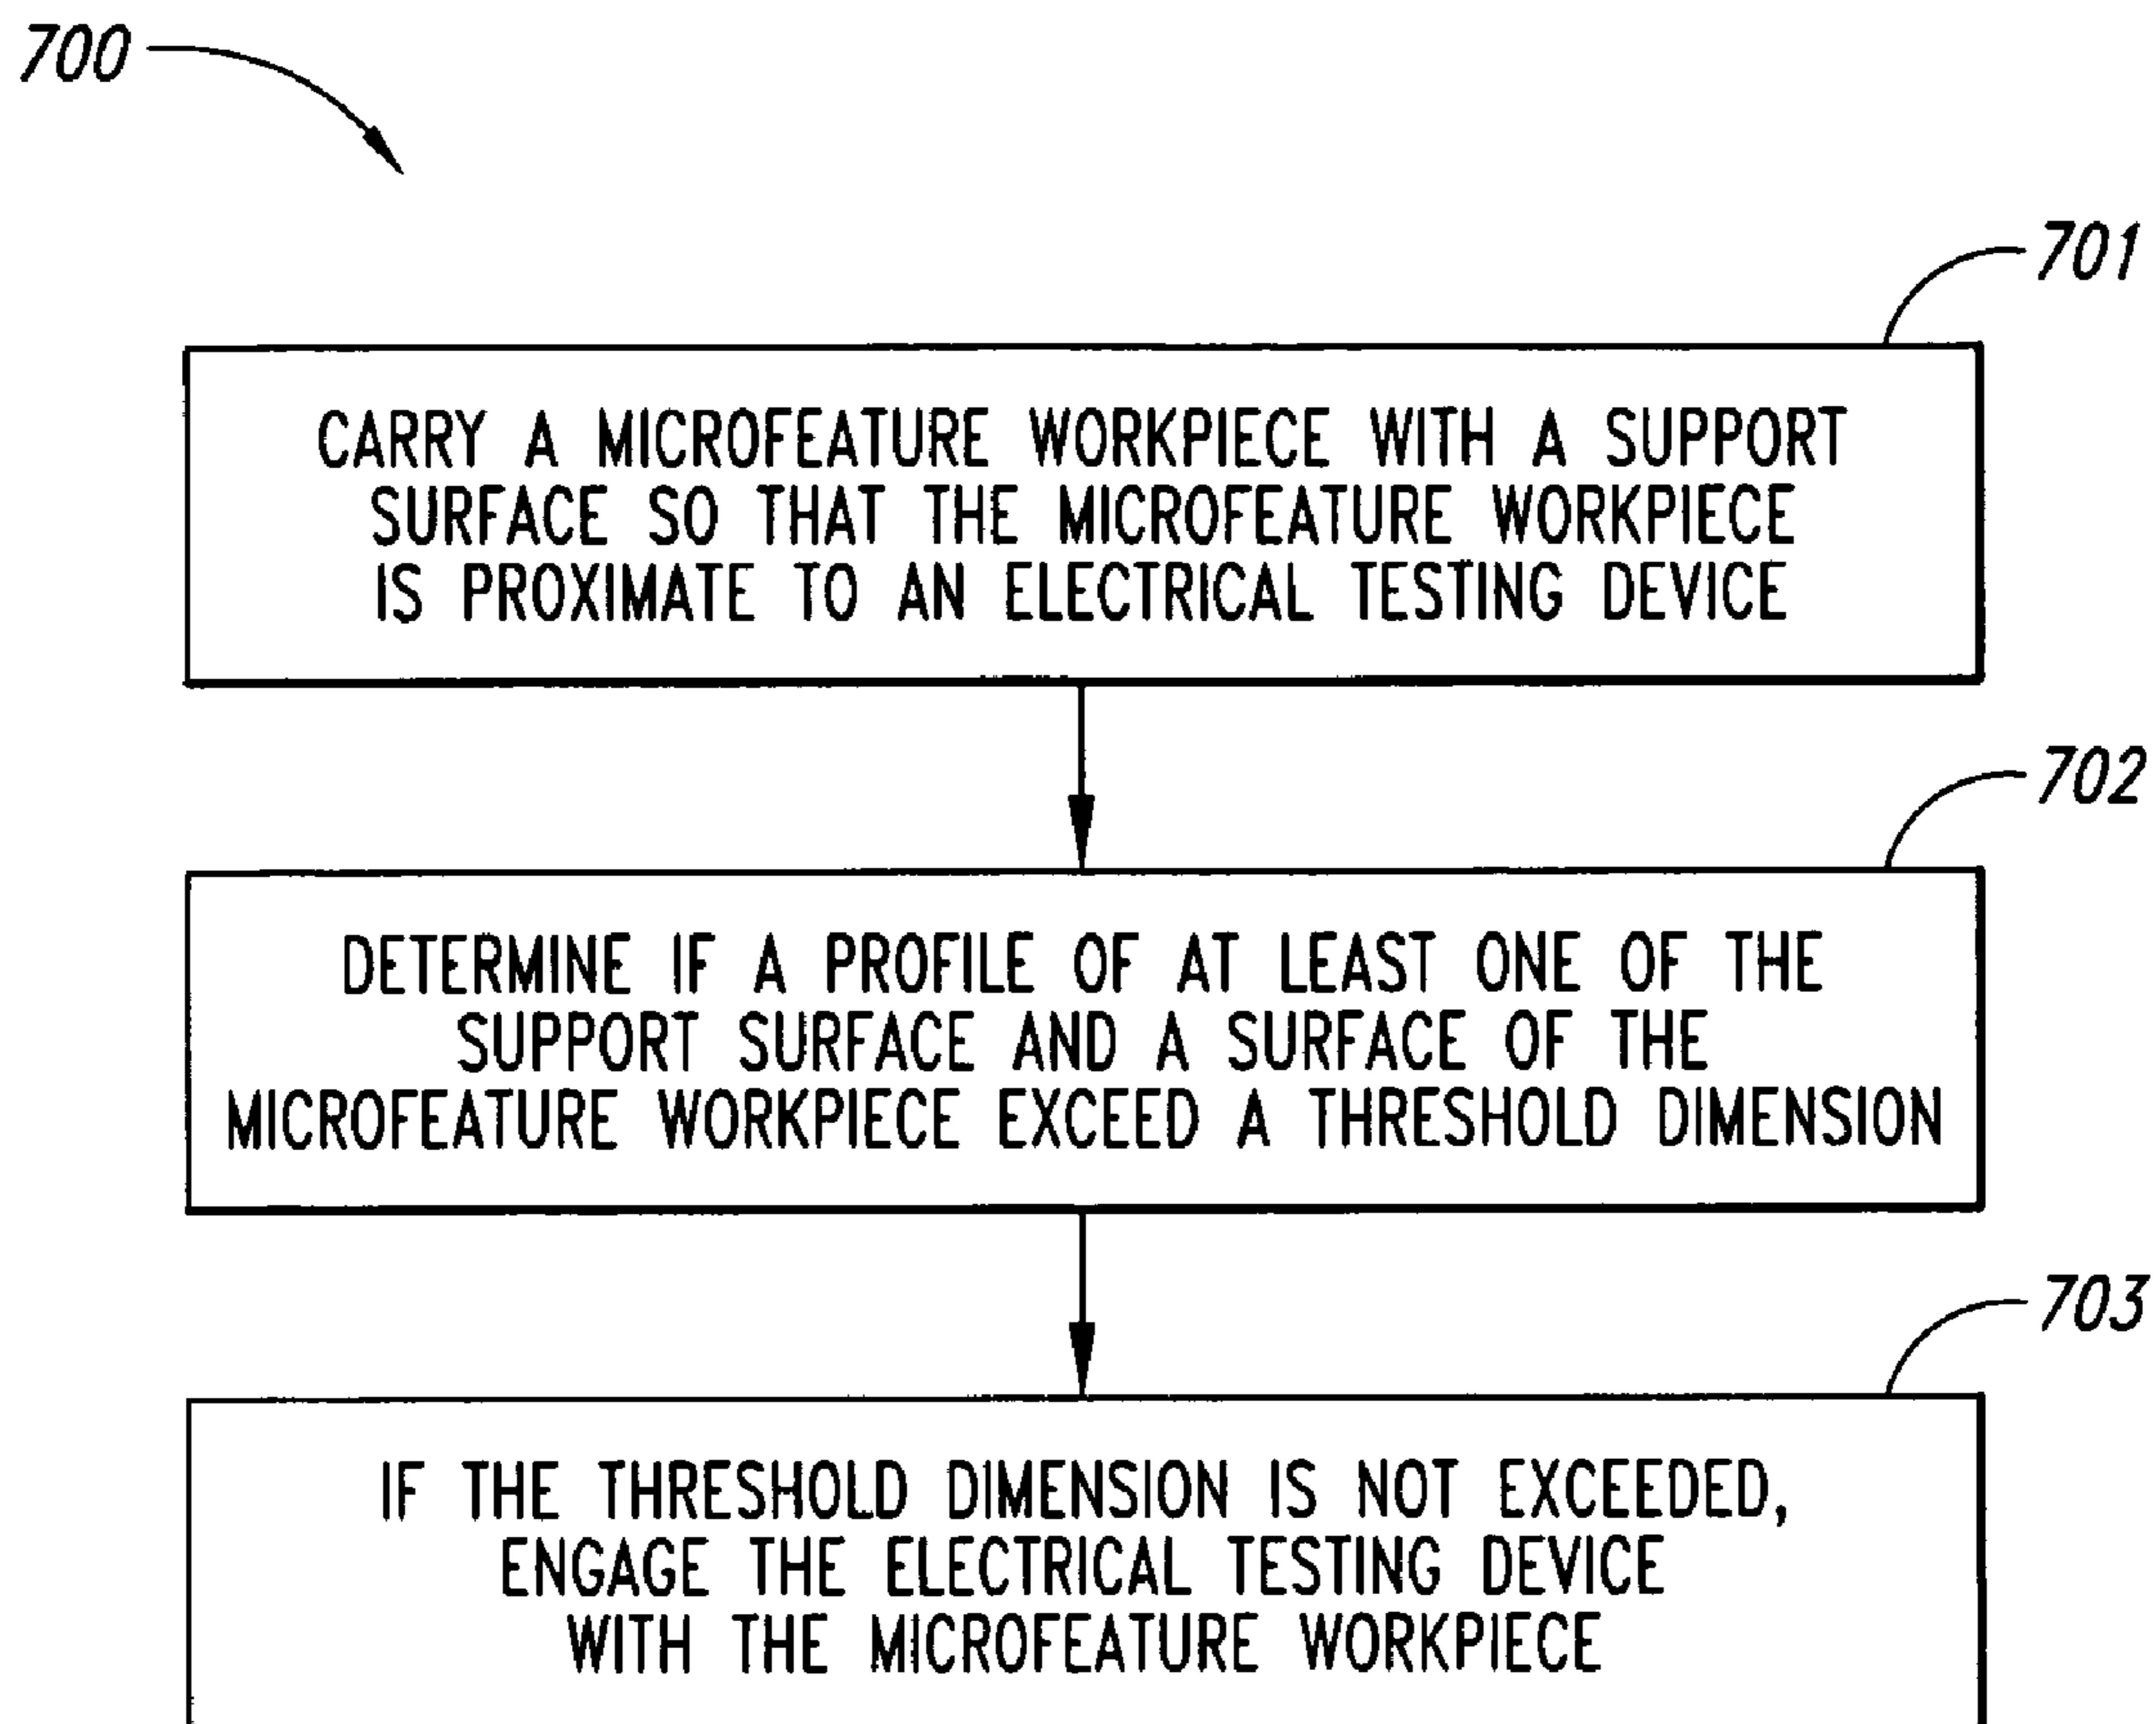 700
701
CARRY A MICROFEATURE WORKPIECE WITH A SUPPORT
SURFACE SO THAT THE MICROFEATURE WORKPIECE
IS PROXIMATE TO AN ELECTRICAL TESTING DEVICE
702
DETERMINE IF A PROFILE OF AT LEAST ONE OF THE
SUPPORT SURFACE AND A SURFACE OF THE
MICROFEATURE WORKPIECE EXCEED A THRESHOLD DIMENSION
703
IF THE THRESHOLD DIMENSION IS NOT EXCEEDED,
ENGAGE THE ELECTRICAL TESTING DEVICE
WITH THE MICROFEATURE WORKPIECE